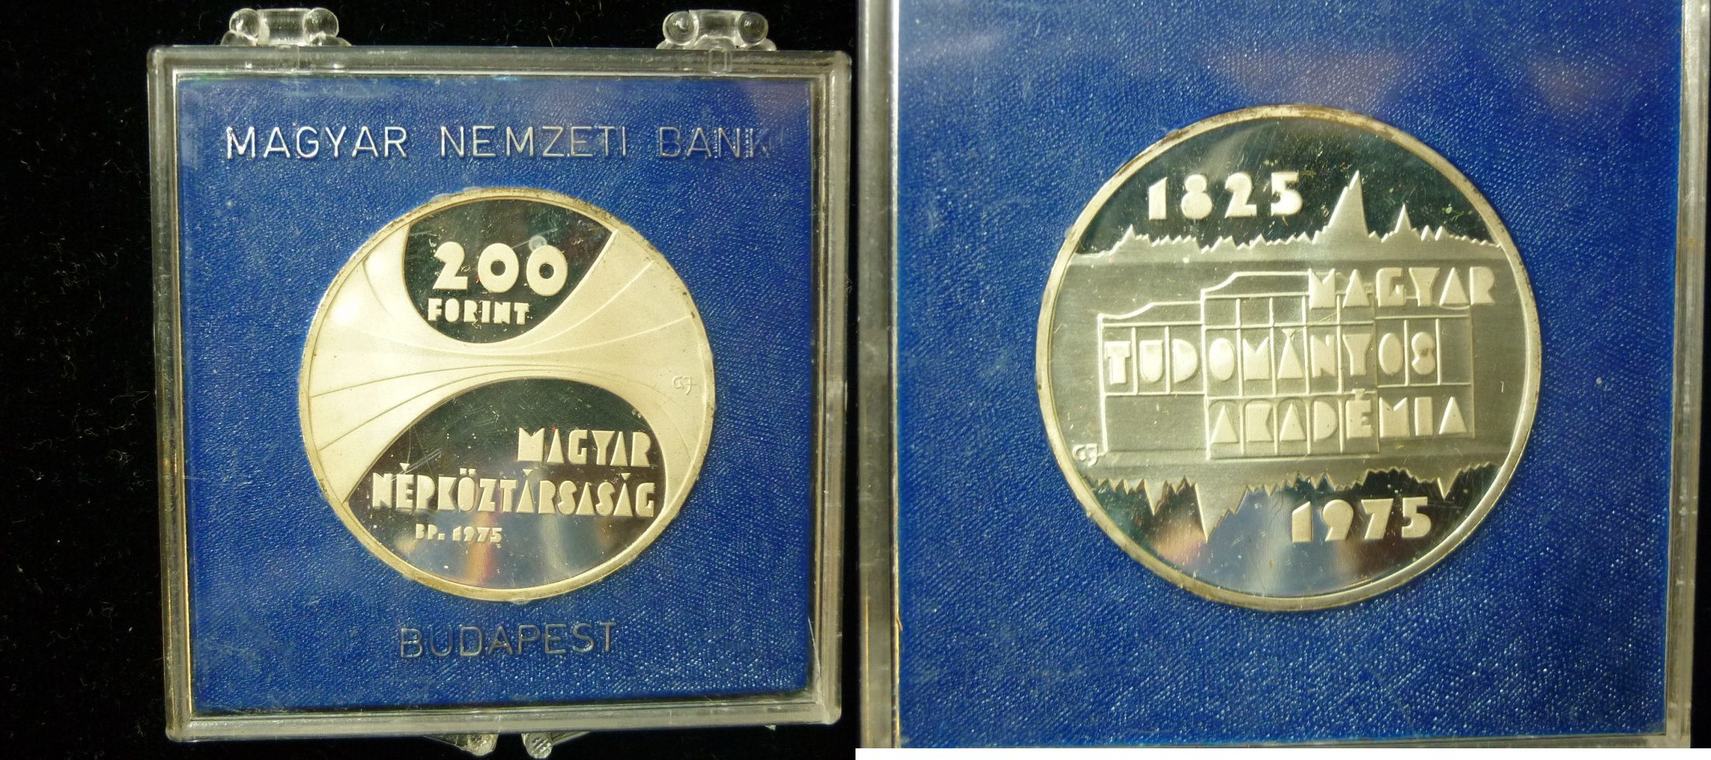 MAGYAR NEMZETI BANK
200
FORINT
MAGYAR
NÉPKÖZTÁRSASÁG
BP. 1975
BUDAPEST
1825
MAGYAR
TUDOMÁNYOS
AKADÉMIA
1975